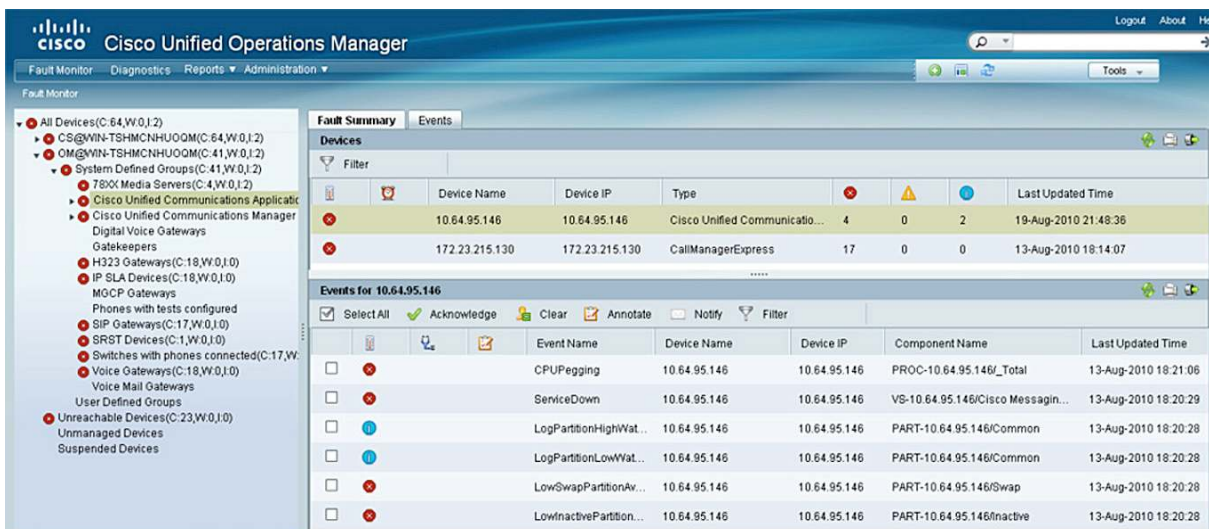 Logout About He
CISCO Cisco Unified Operations Manager
Fault Monitor Diagnostics Reports Administration
Tools
Fault Monitor
All Devices(C:64,W:0,I:2)
CS@WIN-TSHMCNHUOQM(C:64,W:0,I:2)
OM@WIN-TSHMCNHUOQM(C:41,W:0,I:2)
System Defined Groups(C:41,W:0,I:2)
78XX Media Servers(C:4,W:0,I:2)
Cisco Unified Communications Applicatic
Cisco Unified Communications Manager
Digital Voice Gateways
Gatekeepers
H323 Gateways(C:18,W:0,I:0)
IP SLA Devices(C:18,W:0,I:0)
MGCP Gateways
Phones with tests configured
SIP Gateways(C:17,W:0,I:0)
SRST Devices(C:1,W:0,I:0)
Switches with phones connected(C:17,W:
Voice Gateways(C:18,W:0,I:0)
Voice Mail Gateways
User Defined Groups
Unreachable Devices(C:23,W:0,I:0)
Unmanaged Devices
Suspended Devices
Fault Summary Events
Devices
Filter
Device Name Device IP Type Last Updated Time
10.64.95.146 10.64.95.146 Cisco Unified Communicatio... 4 0 2 19-Aug-2010 21:48:36
172.23.215.130 172.23.215.130 CallManagerExpress 17 0 0 13-Aug-2010 18:14:07
Events for 10.64.95.146
Select All Acknowledge Clear Annotate Notify Filter
Event Name Device Name Device IP Component Name Last Updated Time
CPUPegging 10.64.95.146 10.64.95.146 PROC-10.64.95.146/_Total 13-Aug-2010 18:21:06
ServiceDown 10.64.95.146 10.64.95.146 VS-10.64.95.146/Cisco Messagin... 13-Aug-2010 18:20:29
LogPartitionHighWat... 10.64.95.146 10.64.95.146 PART-10.64.95.146/Common 13-Aug-2010 18:20:28
LogPartitionLowWat... 10.64.95.146 10.64.95.146 PART-10.64.95.146/Common 13-Aug-2010 18:20:28
LowSwapPartitionAv... 10.64.95.146 10.64.95.146 PART-10.64.95.146/Swap 13-Aug-2010 18:20:28
LowInactivePartition... 10.64.95.146 10.64.95.146 PART-10.64.95.146/Inactive 13-Aug-2010 18:20:28